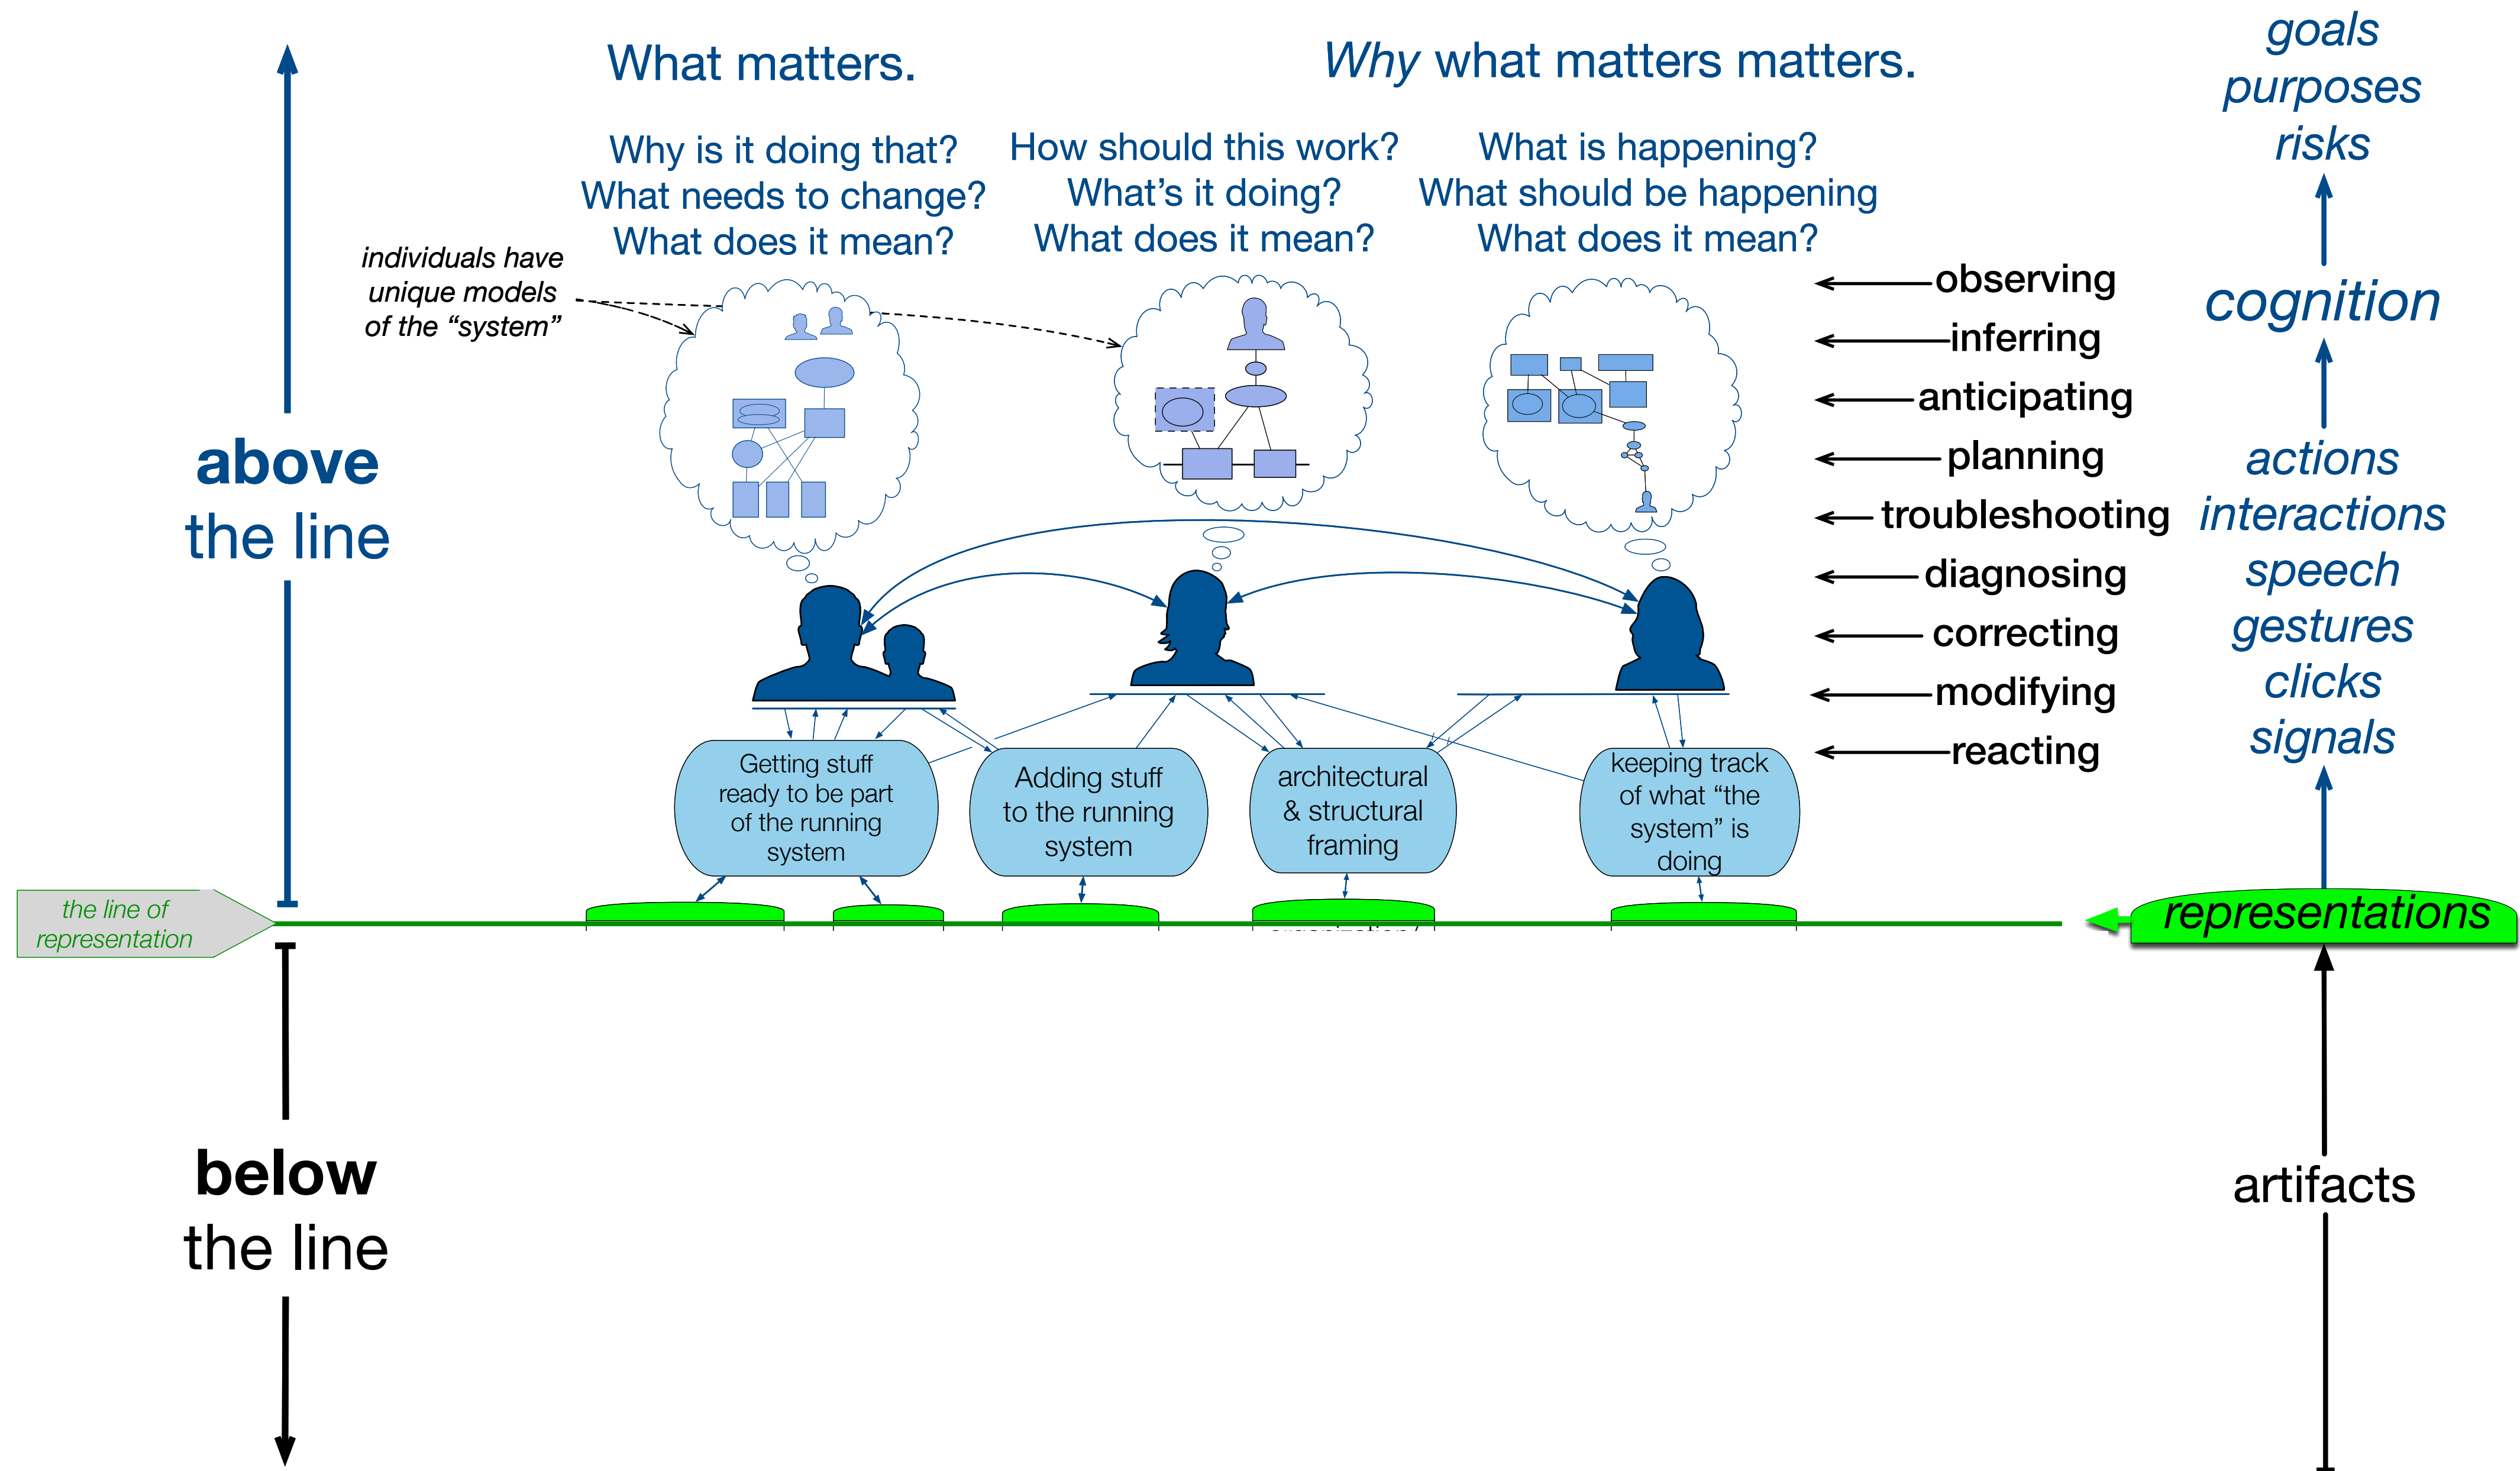 What matters.
Why what matters matters.
goals
purposes
risks
Why is it doing that?
What needs to change?
What does it mean?
How should this work?
What's it doing?
What does it mean?
What is happening?
What should be happening
What does it mean?
individuals have
unique models
of the “system”
observing
inferring
anticipating
planning
troubleshooting
diagnosing
correcting
modifying
reacting
cognition
actions
interactions
speech
gestures
clicks
signals
above
the line
Getting stuff
ready to be part
of the running
system
Adding stuff
to the running
system
architectural
& structural
framing
keeping track
of what “the
system” is
doing
the line of
representation
representations
below
the line
artifacts